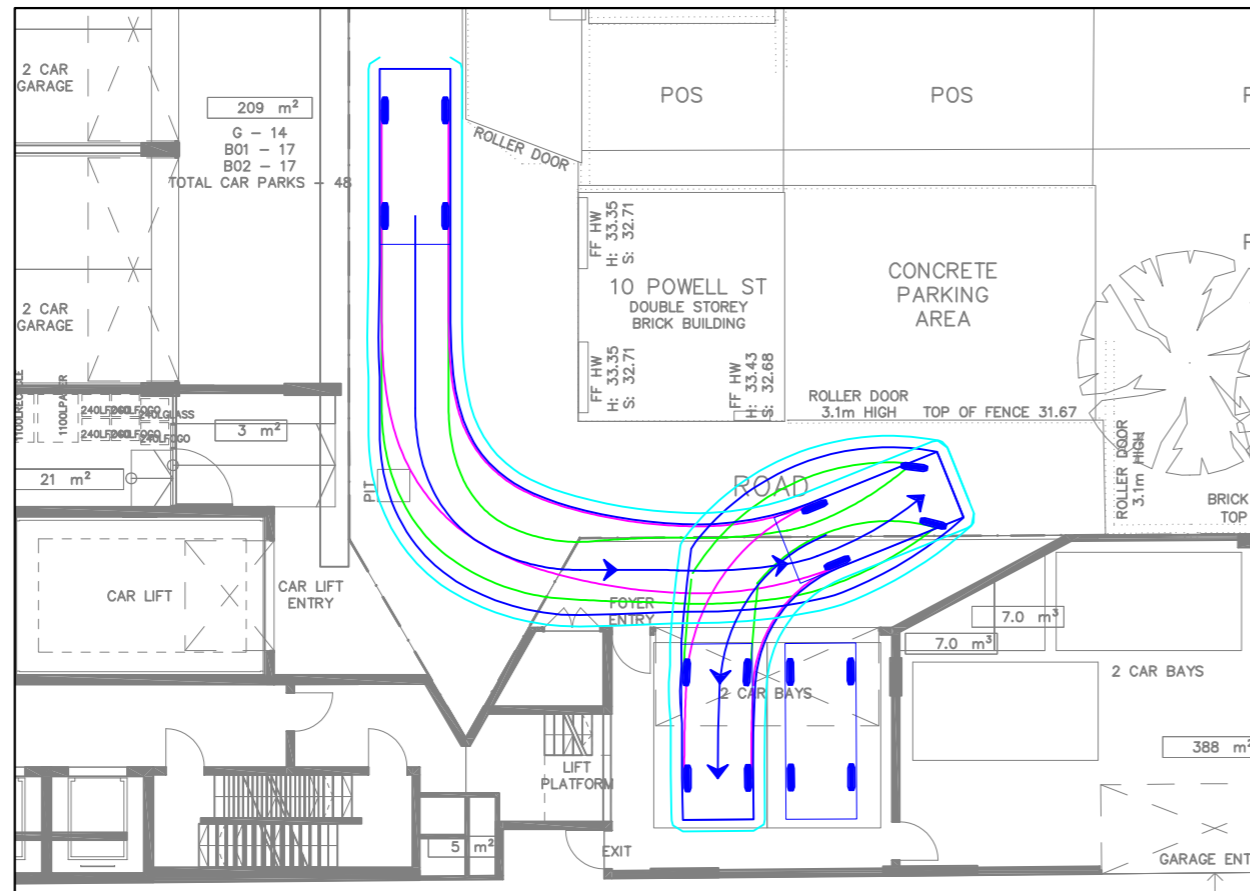 2 CAR
GARAGE
209 m²
G – 14
B01 – 17
B02 – 17
TOTAL CAR PARKS – 48
ROLLER DOOR
POS
POS
FF HW
H: 33.35
S: 32.71
10 POWELL ST
DOUBLE STOREY
BRICK BUILDING
CONCRETE
PARKING
AREA
2 CAR
GARAGE
FF HW
H: 33.35
S: 32.71
FF HW
H: 33.43
S: 32.68
ROLLER DOOR
3.1m HIGH
TOP OF FENCE 31.67
ROLLER DOOR
3.1m HIGH
240LGLASS
240LFOGO
3 m²
21 m²
PIT
ROAD
BRICK
TOP
CAR LIFT
CAR LIFT
ENTRY
FOYER
ENTRY
7.0 m³
7.0 m³
2 CAR BAYS
2 CAR BAYS
388 m²
LIFT
PLATFORM
5 m²
EXIT
GARAGE ENT